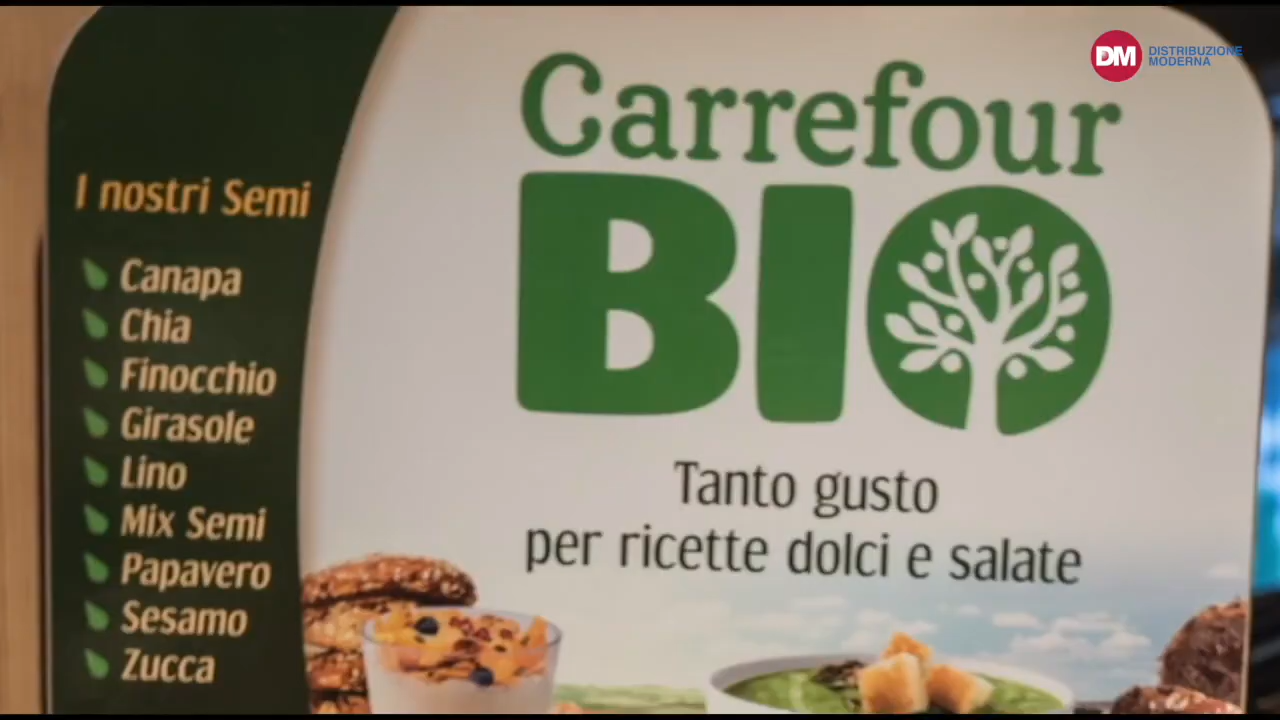 DM DISTRIBUZIONE
MODERNA
Carrefour
BIO
I nostri Semi
Canapa
Chia
Finocchio
Girasole
Lino
Mix Semi
Papavero
Sesamo
Zucca
Tanto gusto
per ricette dolci e salate